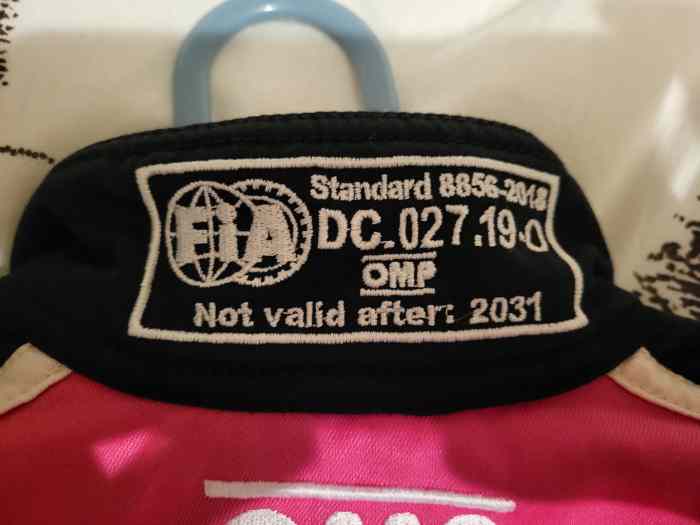 FiA
Standard 8856-2018
DC.027.19-D
OMP
Not valid after: 2031